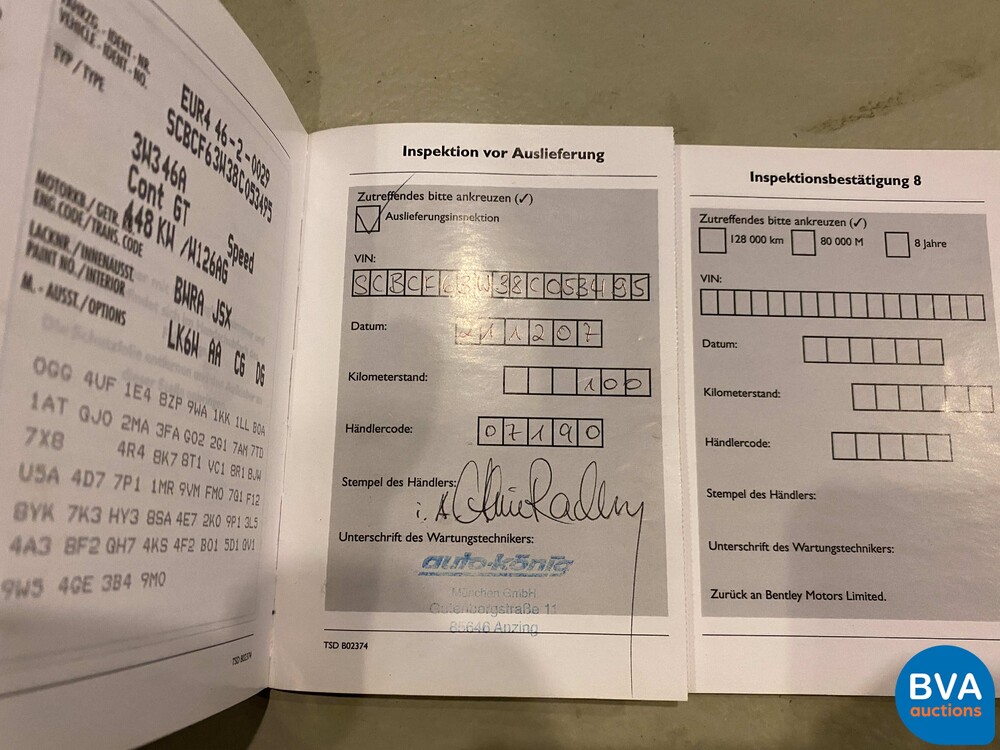 FAHRZG.-IDENT-NR.
VEHICLE-IDENT-NO.
EUR4 46-2-0029
SCBCF63W38C053495
TYP/TYPE
3W346A
Cont GT Speed
448 KW /W126A6
MOTORKB./GETR.
ENG.CODE/TRANS. CODE
BWRA JSX
LACKNR./INNENAUSST.
PAINT NO./INTERIOR
LK6W AA CG DG
M.-AUSST./OPTIONS
0GG 4UF 1E4 8ZP 9WA 1KK 1LL B0A
1AT QJ0 2MA 3FA G02 2G1 7AM 7TD
7X8 4R4 8K7 8T1 VC1 8R1 8JW
U5A 4D7 7P1 1MR 9VM FM0 7Q1 F12
8YK 7K3 HY3 8SA 4E7 2K0 9P1 3L5
4A3 8F2 QH7 4KS 4F2 B01 5D1 QV1
9W5 4GE 3B4 9M0
TSD B02374
Inspektion vor Auslieferung
Zutreffendes bitte ankreuzen (✓)
Auslieferungsinspektion
VIN:
SCBCF63W38C053495
Datum: 211207
Kilometerstand: 100
Händlercode: 07190
Stempel des Händlers:
i. A.
Unterschrift des Wartungstechnikers:
auto-könig
München GmbH
Gutenbergstraße 11
85646 Anzing
TSD B02374
Inspektionsbestätigung 8
Zutreffendes bitte ankreuzen (✓)
128 000 km 80 000 M 8 Jahre
VIN:
Datum:
Kilometerstand:
Händlercode:
Stempel des Händlers:
Unterschrift des Wartungstechnikers:
Zurück an Bentley Motors Limited.
BVA
auctions